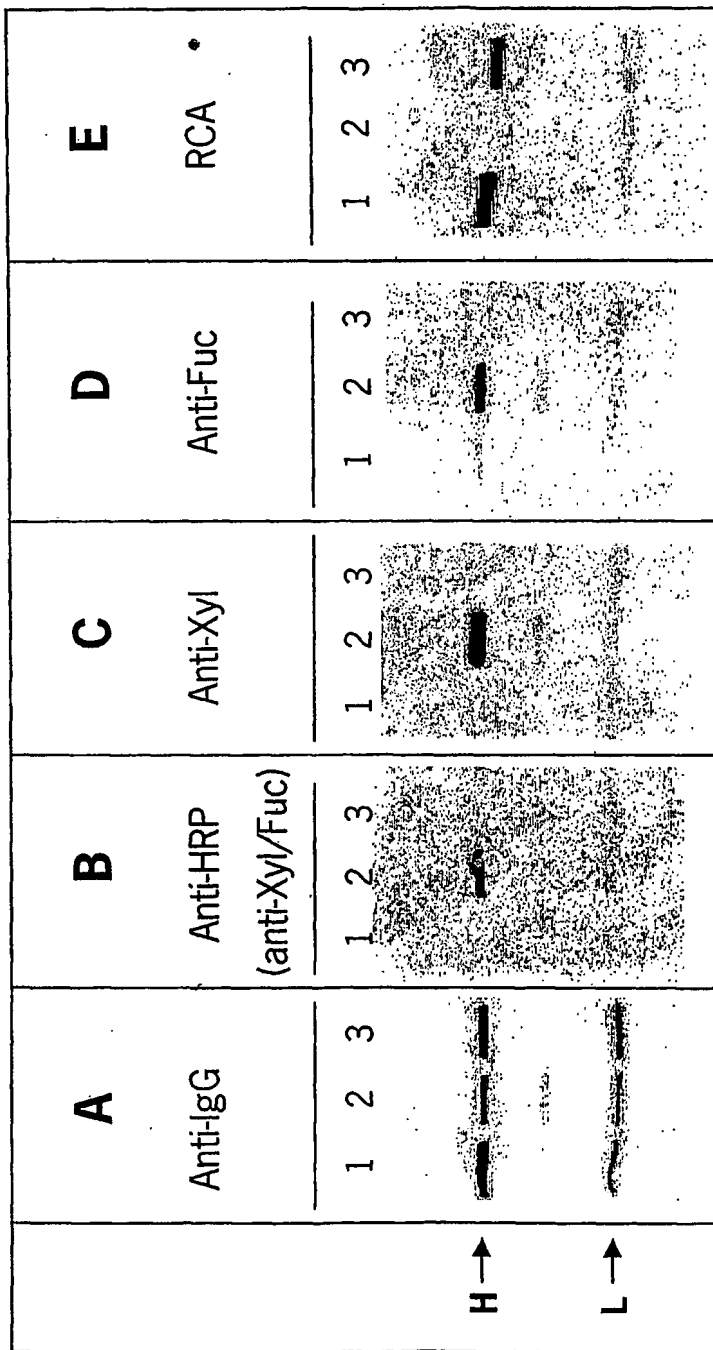 A
Anti-IgG
1 2 3
B
Anti-HRP
(anti-Xyl/Fuc)
1 2 3
C
Anti-Xyl
1 2 3
D
Anti-Fuc
1 2 3
E
RCA
1 2 3
H →
L →